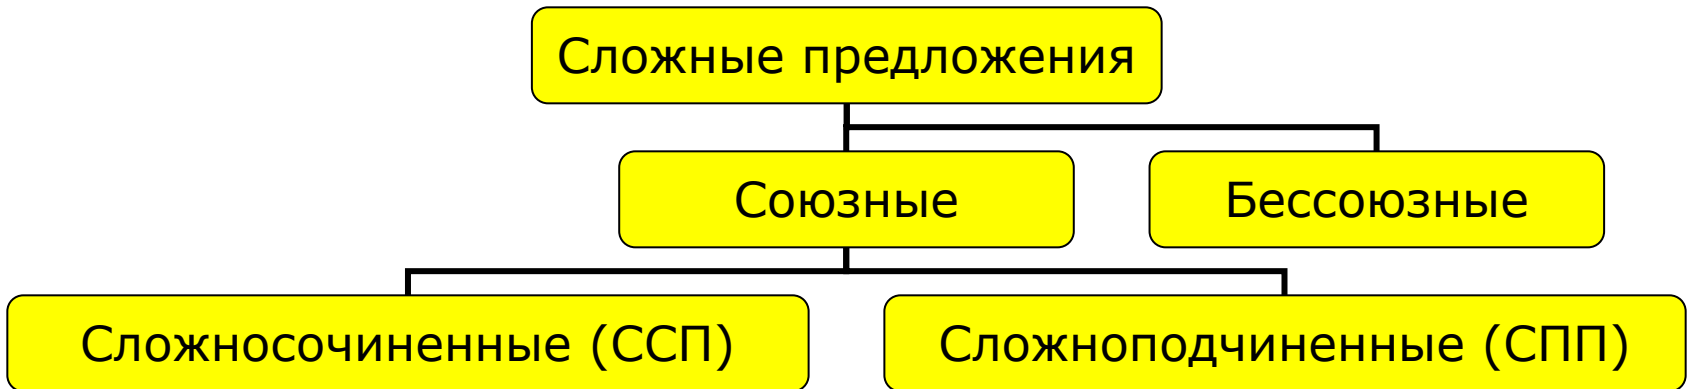 Сложные предложения
Союзные
Бессоюзные
Сложносочиненные (ССП)
Сложноподчиненные (СПП)